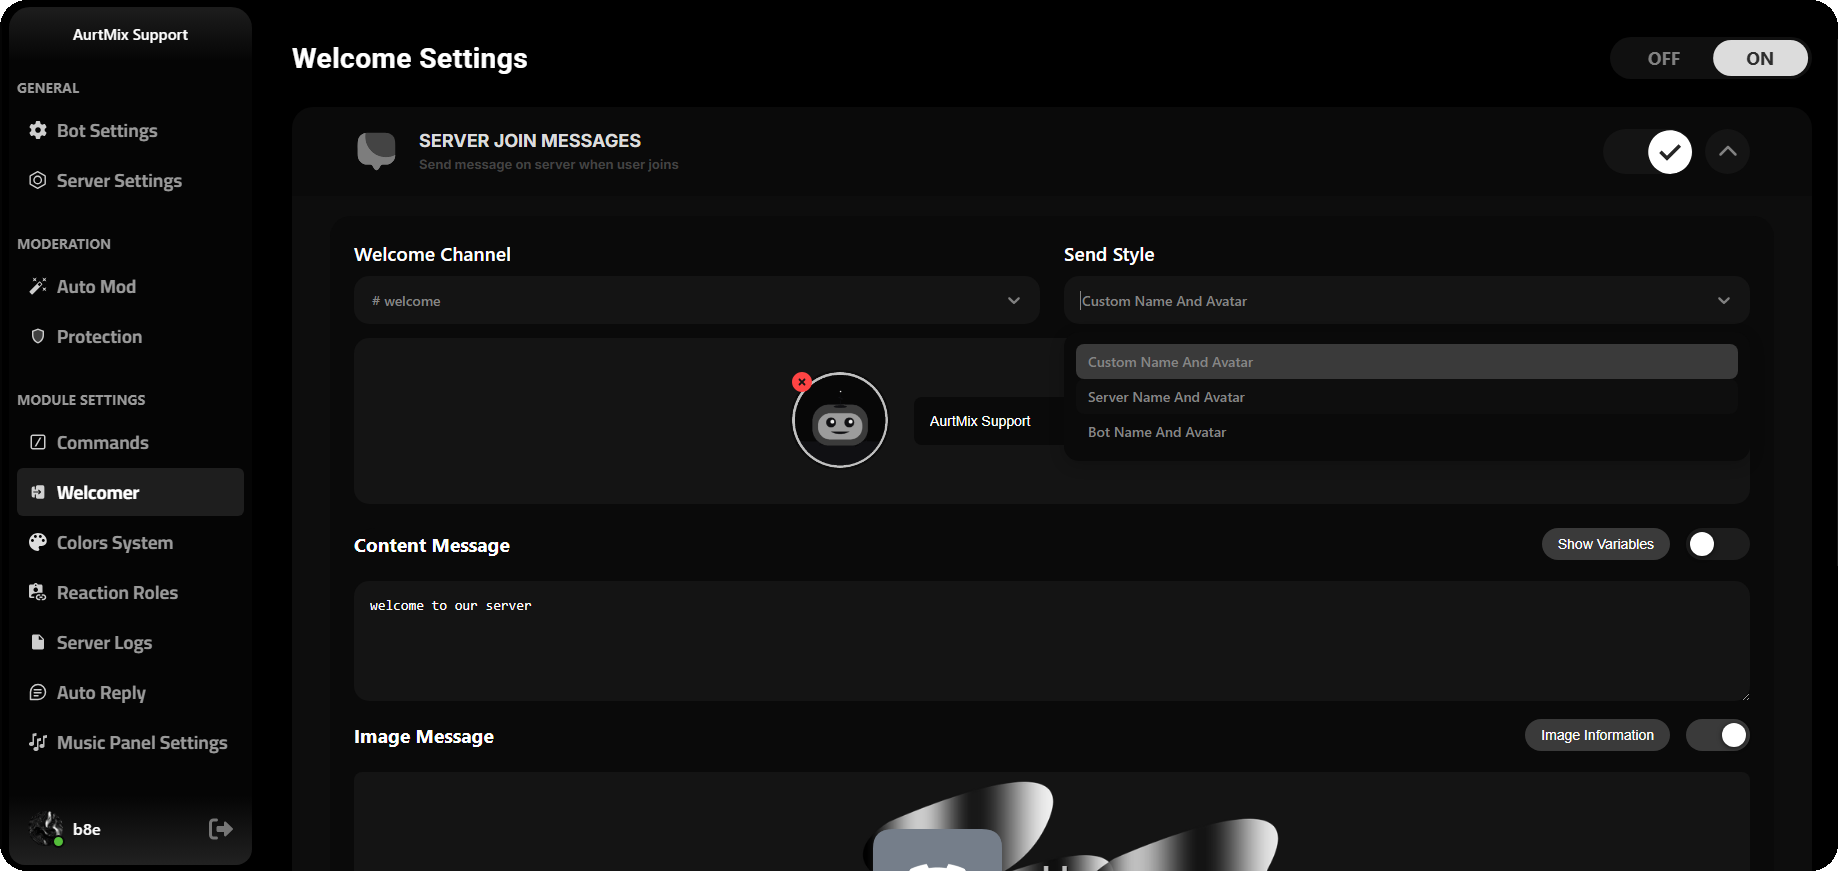 AurtMix Support
GENERAL
Bot Settings
Server Settings
MODERATION
Auto Mod
Protection
MODULE SETTINGS
Commands
Welcomer
Colors System
Reaction Roles
Server Logs
Auto Reply
Music Panel Settings
b8e
Welcome Settings
OFF
ON
SERVER JOIN MESSAGES
Send message on server when user joins
Welcome Channel
# welcome
Send Style
Custom Name And Avatar
Custom Name And Avatar
Server Name And Avatar
Bot Name And Avatar
AurtMix Support
Content Message
Show Variables
welcome to our server
Image Message
Image Information